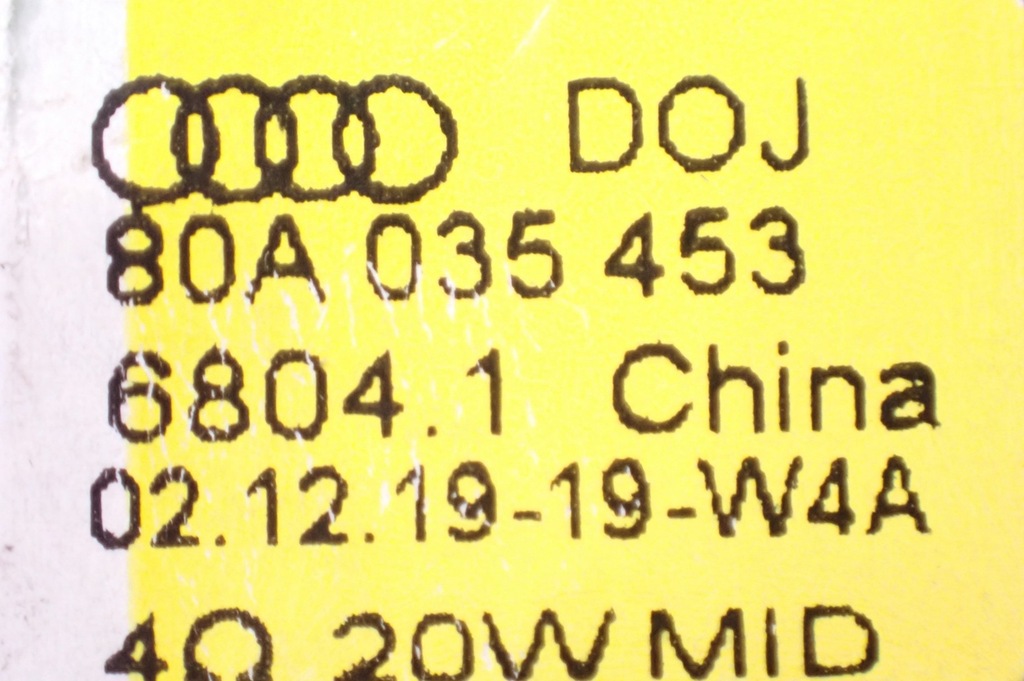 DOJ
80A 035 453
6804.1 China
02.12.19-19-W4A
4Ω 20W MID